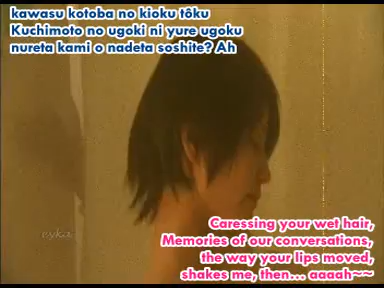 kawasu kotoba no kioku tôku
Kuchimoto no ugoki ni yure ugoku
nureta kami o nadeta soshite? Ah
Caressing your wet hair,
Memories of our conversations,
the way your lips moved,
shakes me, then... aaaah~~